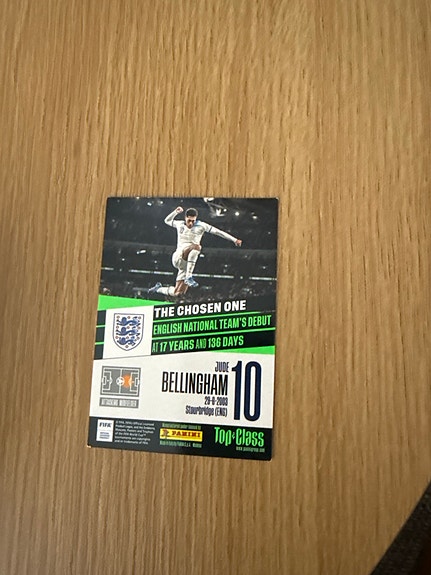 THE CHOSEN ONE
ENGLISH NATIONAL TEAM'S DEBUT
AT 17 YEARS AND 136 DAYS
JUDE
BELLINGHAM
10
29-6-2003
Stourbridge (ENG)
ATTACKING MIDFIELDER
FIFA
PANINI
Top Class